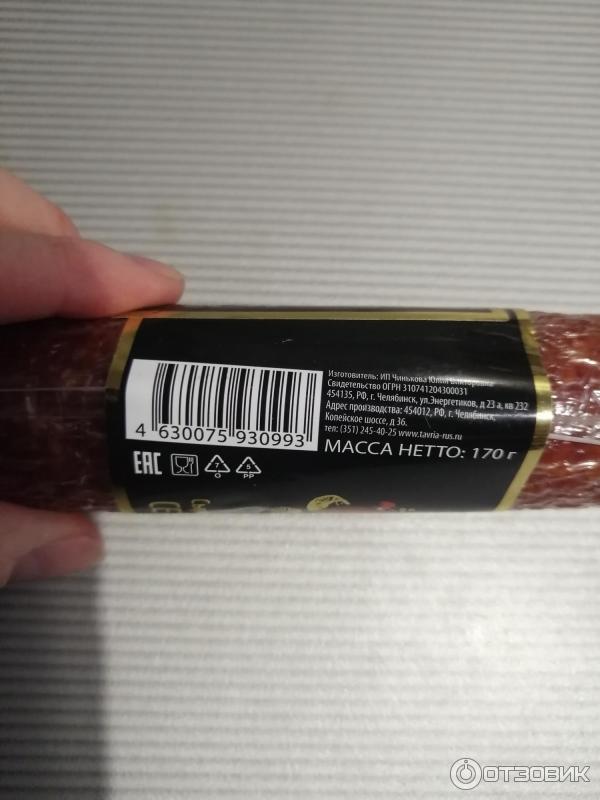 Изготовитель: ИП Чинькова Юлия Викторовна
Свидетельство ОГРН 310741204300031
454135, РФ, г. Челябинск, ул.Энергетиков, д 23 а, кв 232
Адрес производства: 454012, РФ, г. Челябинск,
Копейское шоссе, д 36.
тел: (351) 245-40-25 www.tavria-rus.ru
4 630075 930993
МАССА НЕТТО: 170 г
EAC
7
O
5
PP
ОТЗОВИК